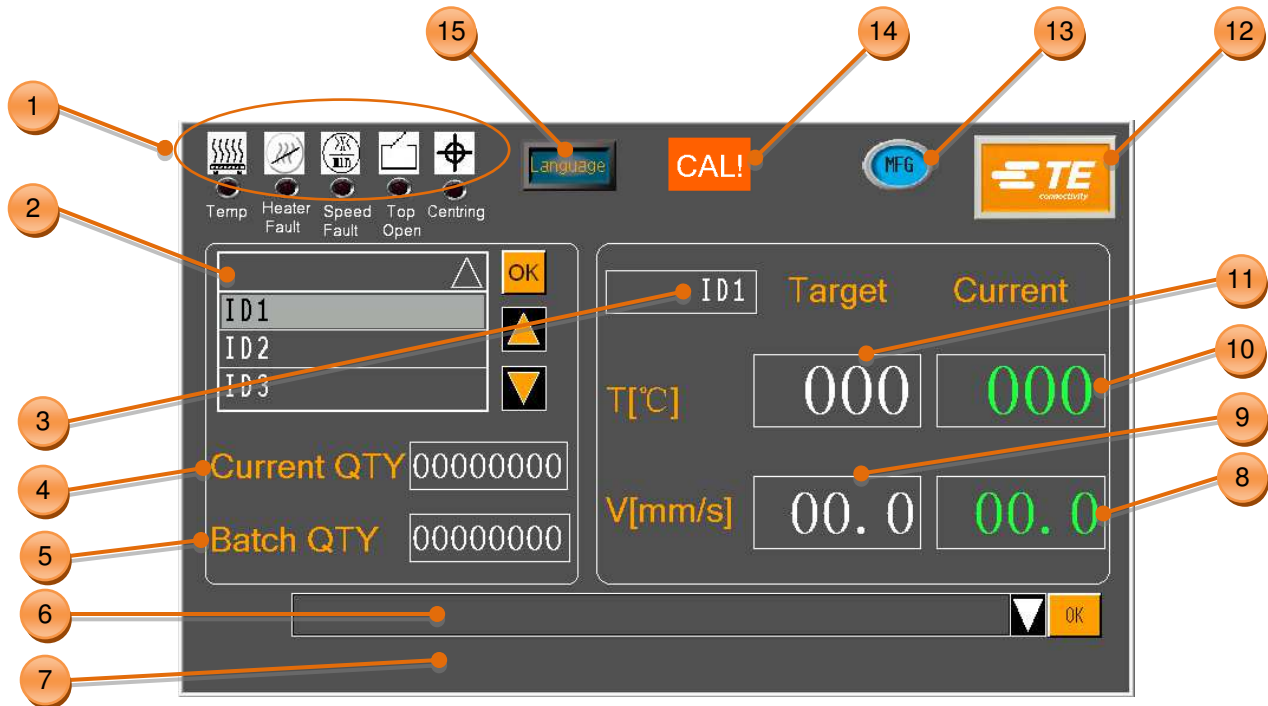 15
14
13
12
1
Language
CAL!
MFG
TE
connectivity
Temp
Heater Fault
Speed Fault
Top Open
Centring
2
OK
ID1
ID2
ID3
ID1
Target
Current
11
10
3
T[℃]
000
000
9
4
Current QTY
00000000
8
V[mm/s]
00.0
00.0
5
Batch QTY
00000000
6
OK
7